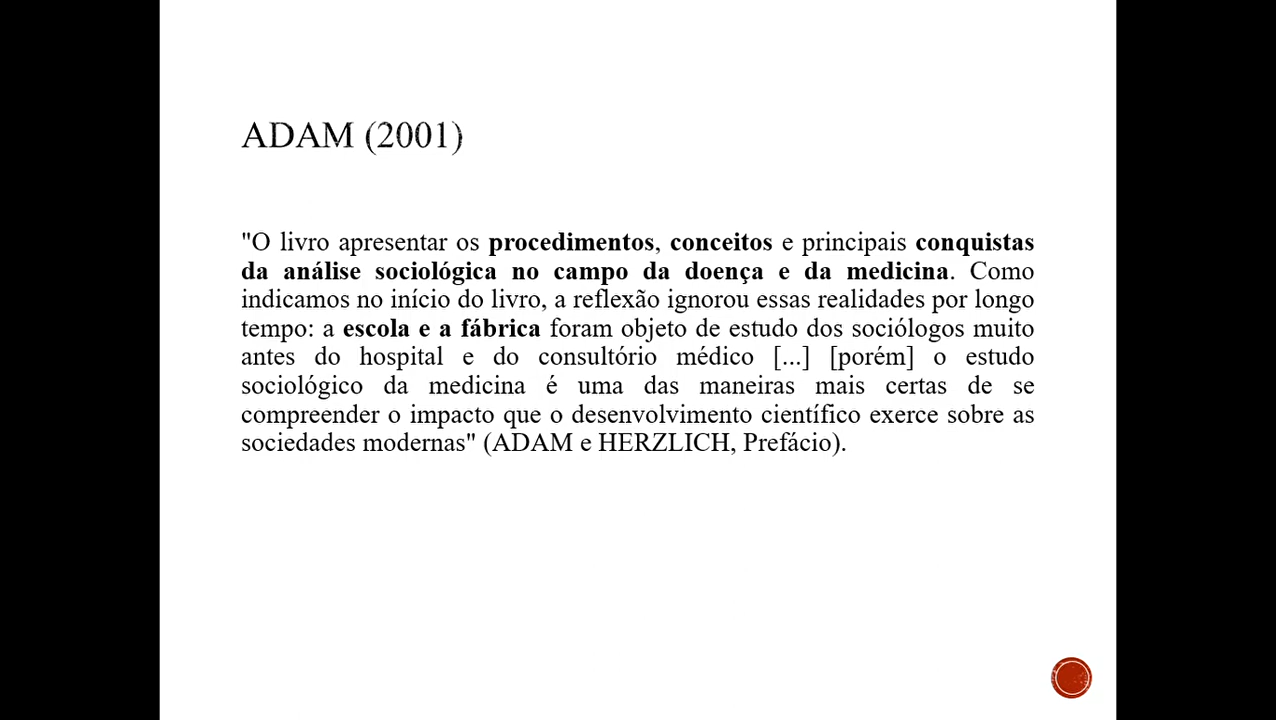 ADAM (2001)
"O livro apresentar os procedimentos, conceitos e principais conquistas
da análise sociológica no campo da doença e da medicina. Como
indicamos no início do livro, a reflexão ignorou essas realidades por longo
tempo: a escola e a fábrica foram objeto de estudo dos sociólogos muito
antes do hospital e do consultório médico [...] [porém] o estudo
sociológico da medicina é uma das maneiras mais certas de se
compreender o impacto que o desenvolvimento científico exerce sobre as
sociedades modernas" (ADAM e HERZLICH, Prefácio).